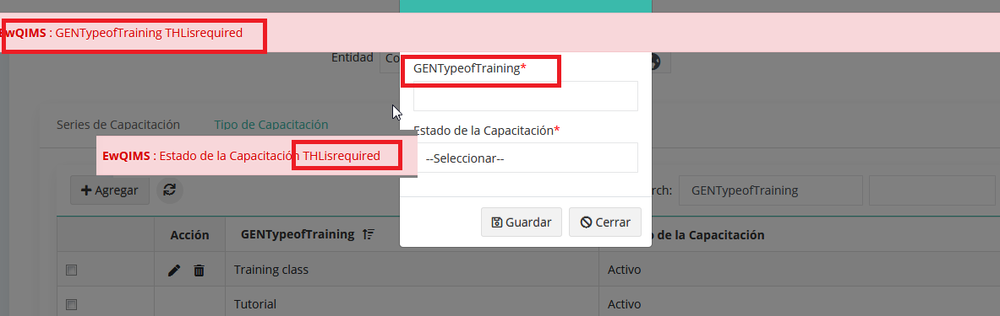 EwQIMS : GENTypeofTraining THLisrequired
Entidad Co
GENTypeofTraining*
Series de Capacitación Tipo de Capacitación
Estado de la Capacitación*
EwQIMS : Estado de la Capacitación THLisrequired
--Seleccionar--
Agregar
rch: GENTypeofTraining
Guardar Cerrar
Acción GENTypeofTraining de la Capacitación
Training class Activo
Tutorial Activo